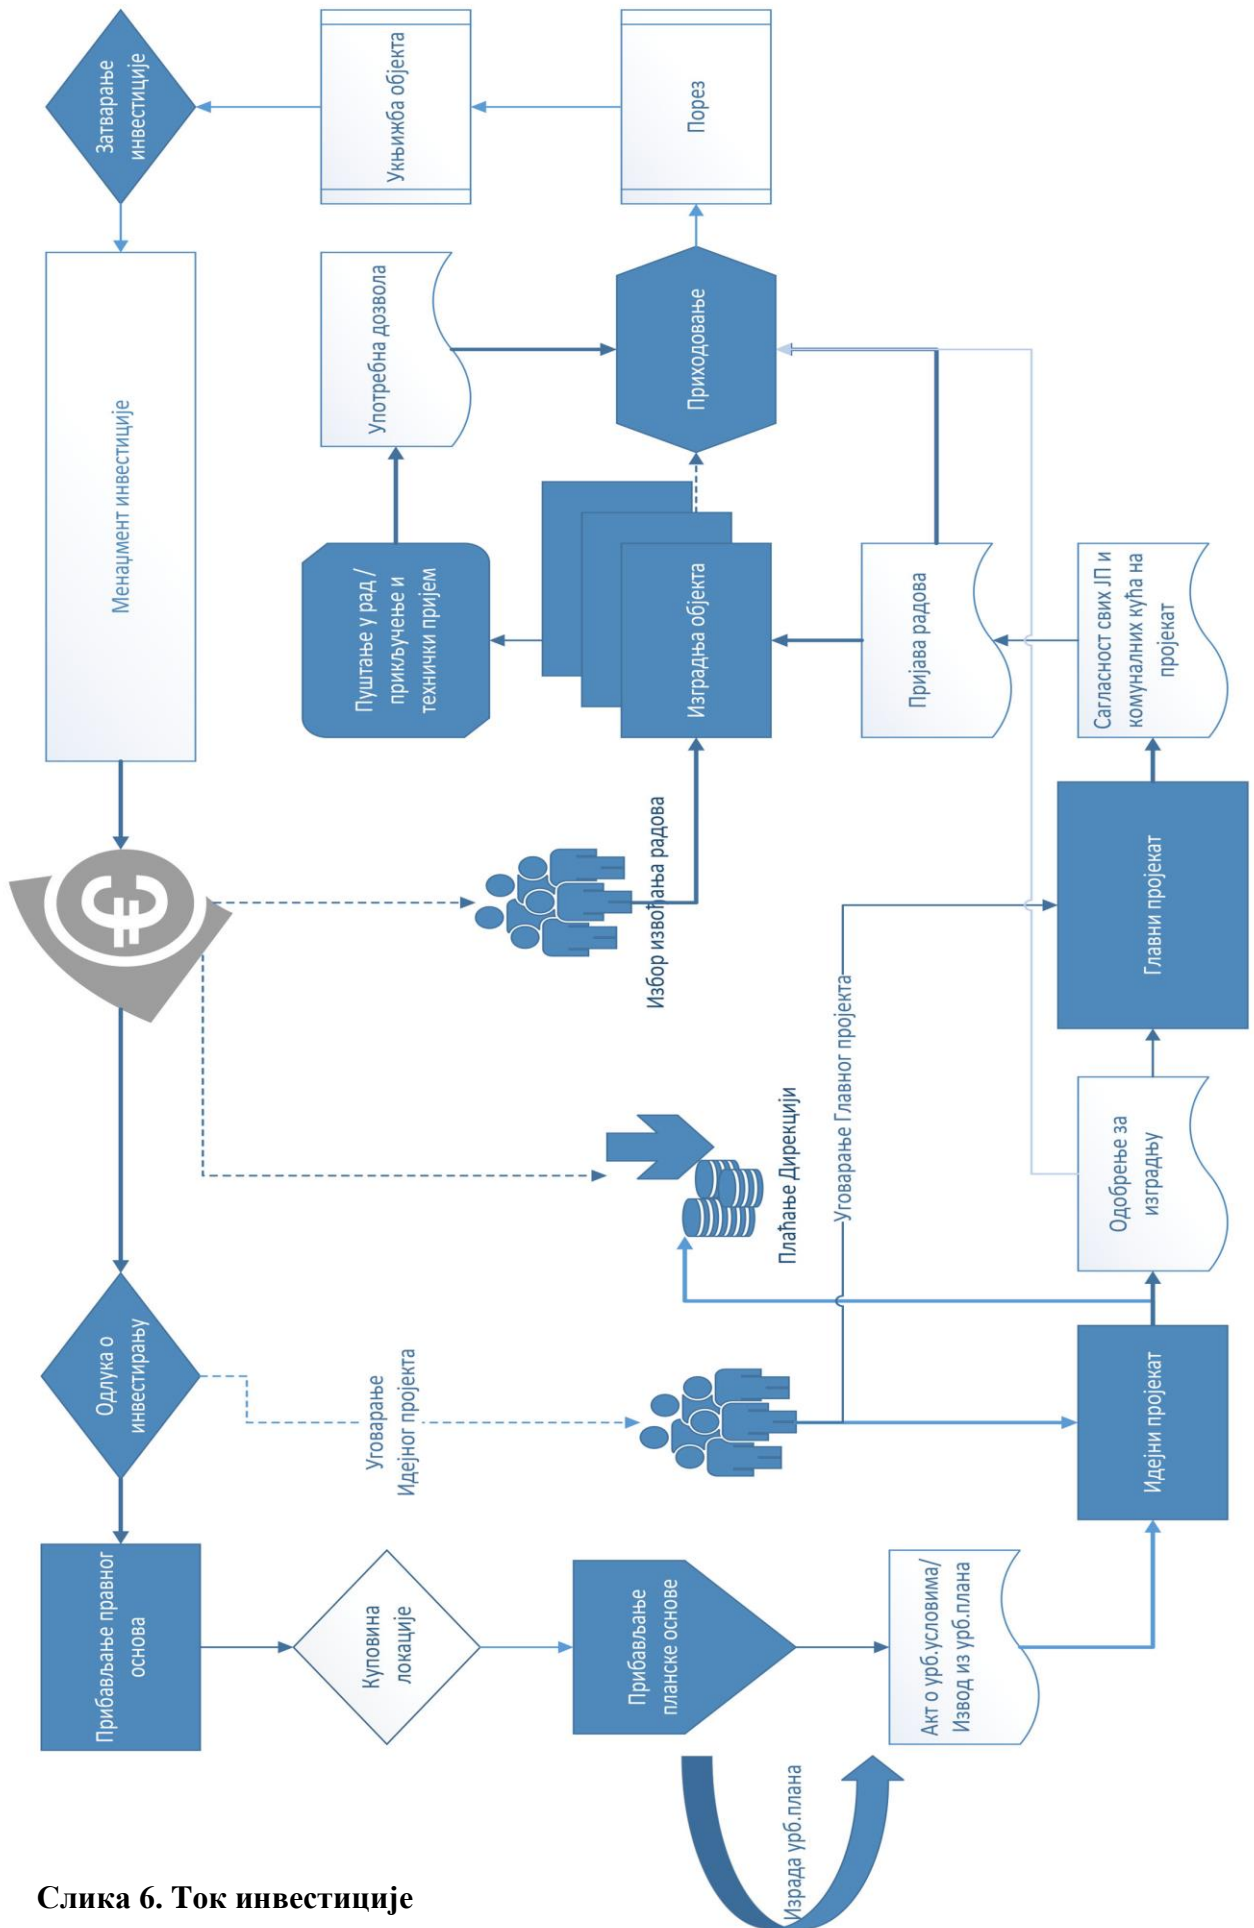 Прибављање правног
основа
Одлука о
инвестирању
Менаџмент инвестиције
Затварање
инвестиције
Куповина
локације
Уговарање
Идејног пројекта
Пуштање у рад /
прикључење и
технички пријем
Употребна дозвола
Укњижба објекта
Прибављање
планске основе
Избор извођања радова
Изградња објекта
Приходовање
Порез
Израда урб.плана
Плаћање Дирекцији
Уговарање Главног пројекта
Акт о урб.условима/
Извод из урб.плана
Пријава радова
Идејни пројекат
Одобрење за
изградњу
Главни пројекат
Сагласност свих ЈП и
комуналних кућа на
пројекат
Слика 6. Ток инвестиције